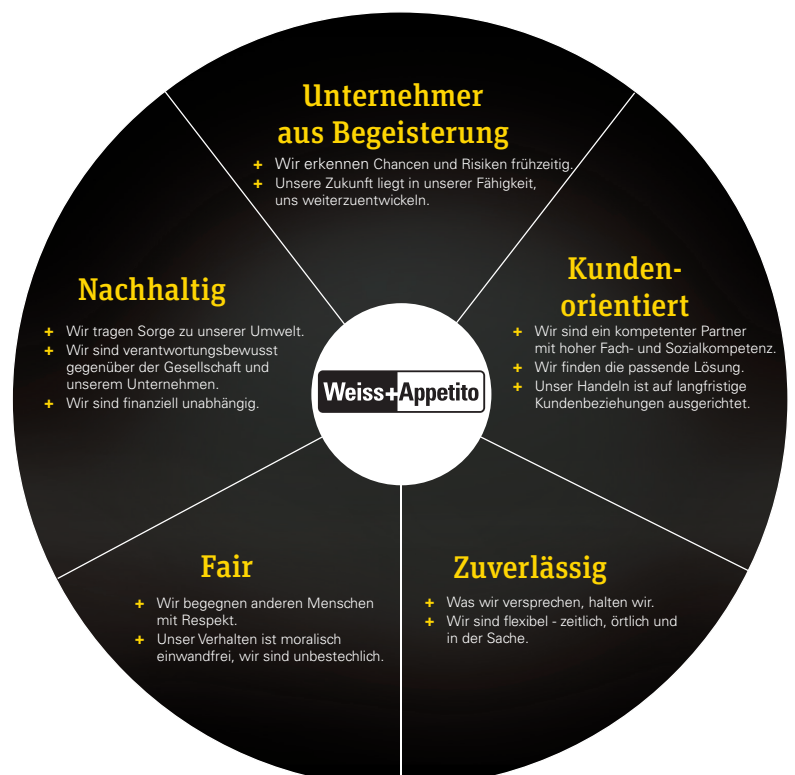 Unternehmer
aus Begeisterung
+ Wir erkennen Chancen und Risiken frühzeitig.
+ Unsere Zukunft liegt in unserer Fähigkeit,
uns weiterzuentwickeln.
Kunden-
orientiert
+ Wir sind ein kompetenter Partner
mit hoher Fach- und Sozialkompetenz.
+ Wir finden die passende Lösung.
+ Unser Handeln ist auf langfristige
Kundenbeziehungen ausgerichtet.
Zuverlässig
+ Was wir versprechen, halten wir.
+ Wir sind flexibel - zeitlich, örtlich und
in der Sache.
Fair
+ Wir begegnen anderen Menschen
mit Respekt.
+ Unser Verhalten ist moralisch
einwandfrei, wir sind unbestechlich.
Nachhaltig
+ Wir tragen Sorge zu unserer Umwelt.
+ Wir sind verantwortungsbewusst
gegenüber der Gesellschaft und
unserem Unternehmen.
+ Wir sind finanziell unabhängig.
Weiss+Appetito